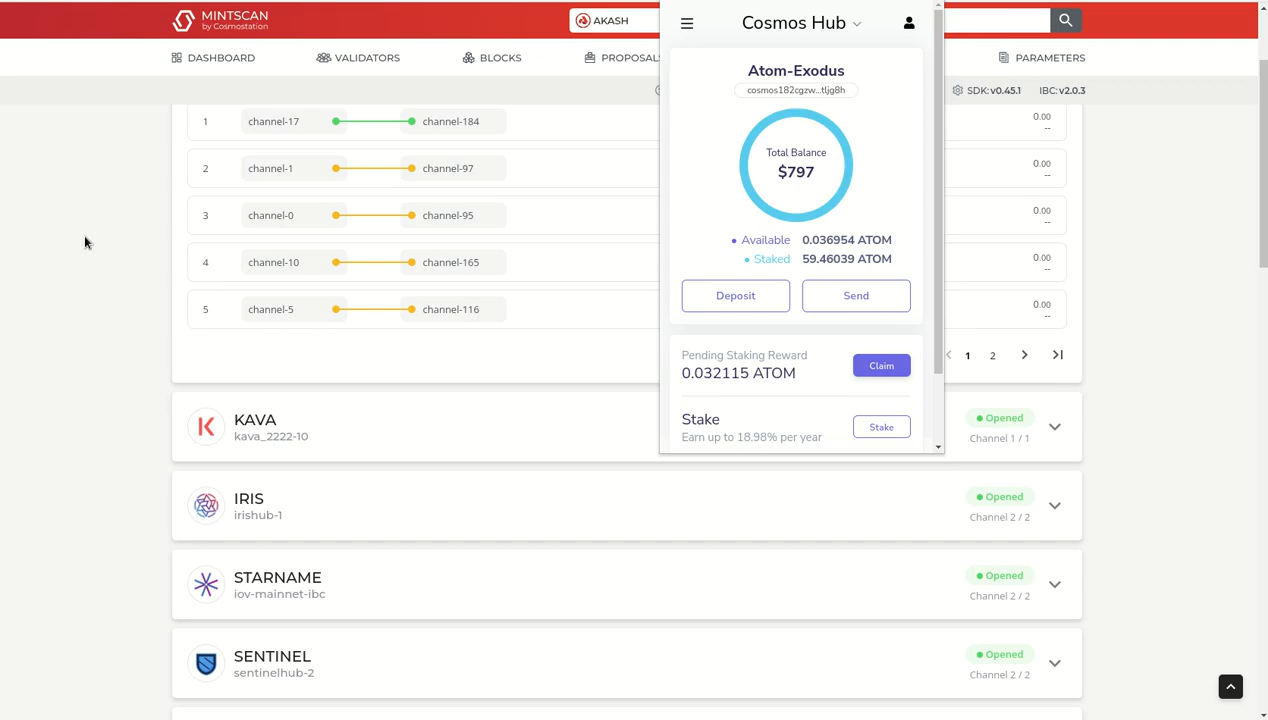 MINTSCAN
by Cosmostation
AKASH
DASHBOARD
VALIDATORS
BLOCKS
PROPOSAL
PARAMETERS
SDK: v0.45.1
IBC: v2.0.3
1 channel-17 channel-184 0.00
--
2 channel-1 channel-97 0.00
--
3 channel-0 channel-95 0.00
--
4 channel-10 channel-165 0.00
--
5 channel-5 channel-116 0.00
--
1 2
Cosmos Hub
Atom-Exodus
cosmos182cgzw...tljg8h
Total Balance
$797
Available 0.036954 ATOM
Staked 59.46039 ATOM
Deposit
Send
Pending Staking Reward
0.032115 ATOM
Claim
Stake
Earn up to 18.98% per year
Stake
KAVA
kava_2222-10
Opened
Channel 1 / 1
IRIS
irishub-1
Opened
Channel 2 / 2
STARNAME
iov-mainnet-ibc
Opened
Channel 2 / 2
SENTINEL
sentinelhub-2
Opened
Channel 2 / 2